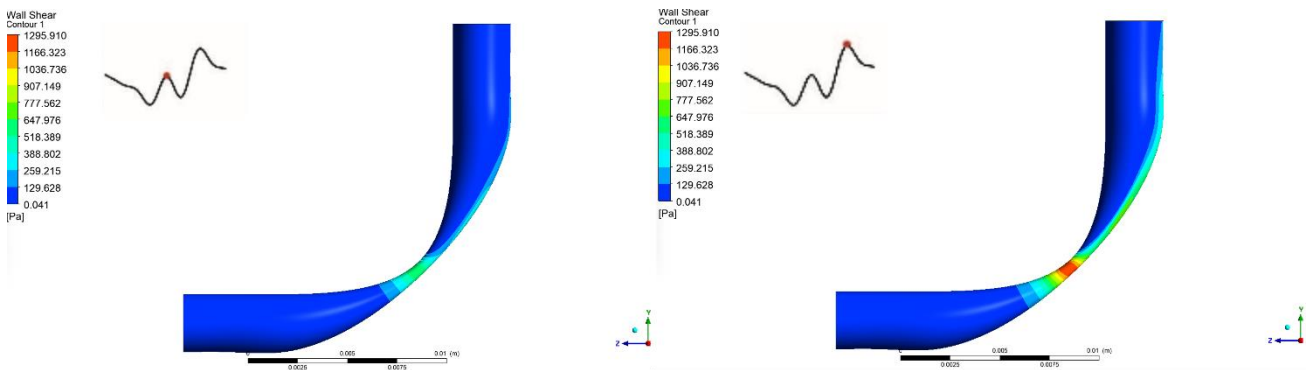 Wall Shear
Contour 1
1295.910
1166.323
1036.736
907.149
777.562
647.976
518.389
388.802
259.215
129.628
0.041
[Pa]
Y
Z
0
0.005
0.01
(m)
0.0025
0.0075
Wall Shear
Contour 1
1295.910
1166.323
1036.736
907.149
777.562
647.976
518.389
388.802
259.215
129.628
0.041
[Pa]
Y
Z
0
0.005
0.01
(m)
0.0025
0.0075